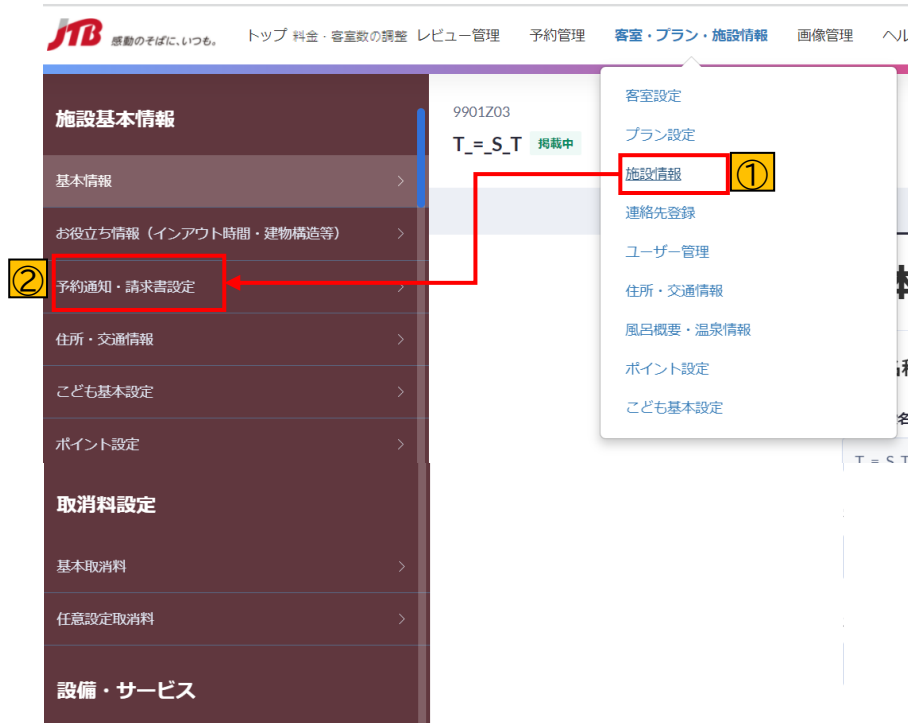 JTB 感動のそばに、いつも。 トップ 料金・客室数の調整 レビュー管理 予約管理 客室・プラン・施設情報 画像管理
施設基本情報
基本情報
お役立ち情報（インアウト時間・建物構造等）
② 予約通知・請求書設定
住所・交通情報
こども基本設定
ポイント設定
取消料設定
基本取消料
任意設定取消料
設備・サービス
9901Z03
T_=_S_T 掲載中
客室設定
プラン設定
施設情報 ①
連絡先登録
ユーザー管理
住所・交通情報
風呂概要・温泉情報
ポイント設定
こども基本設定
T_=_S_T